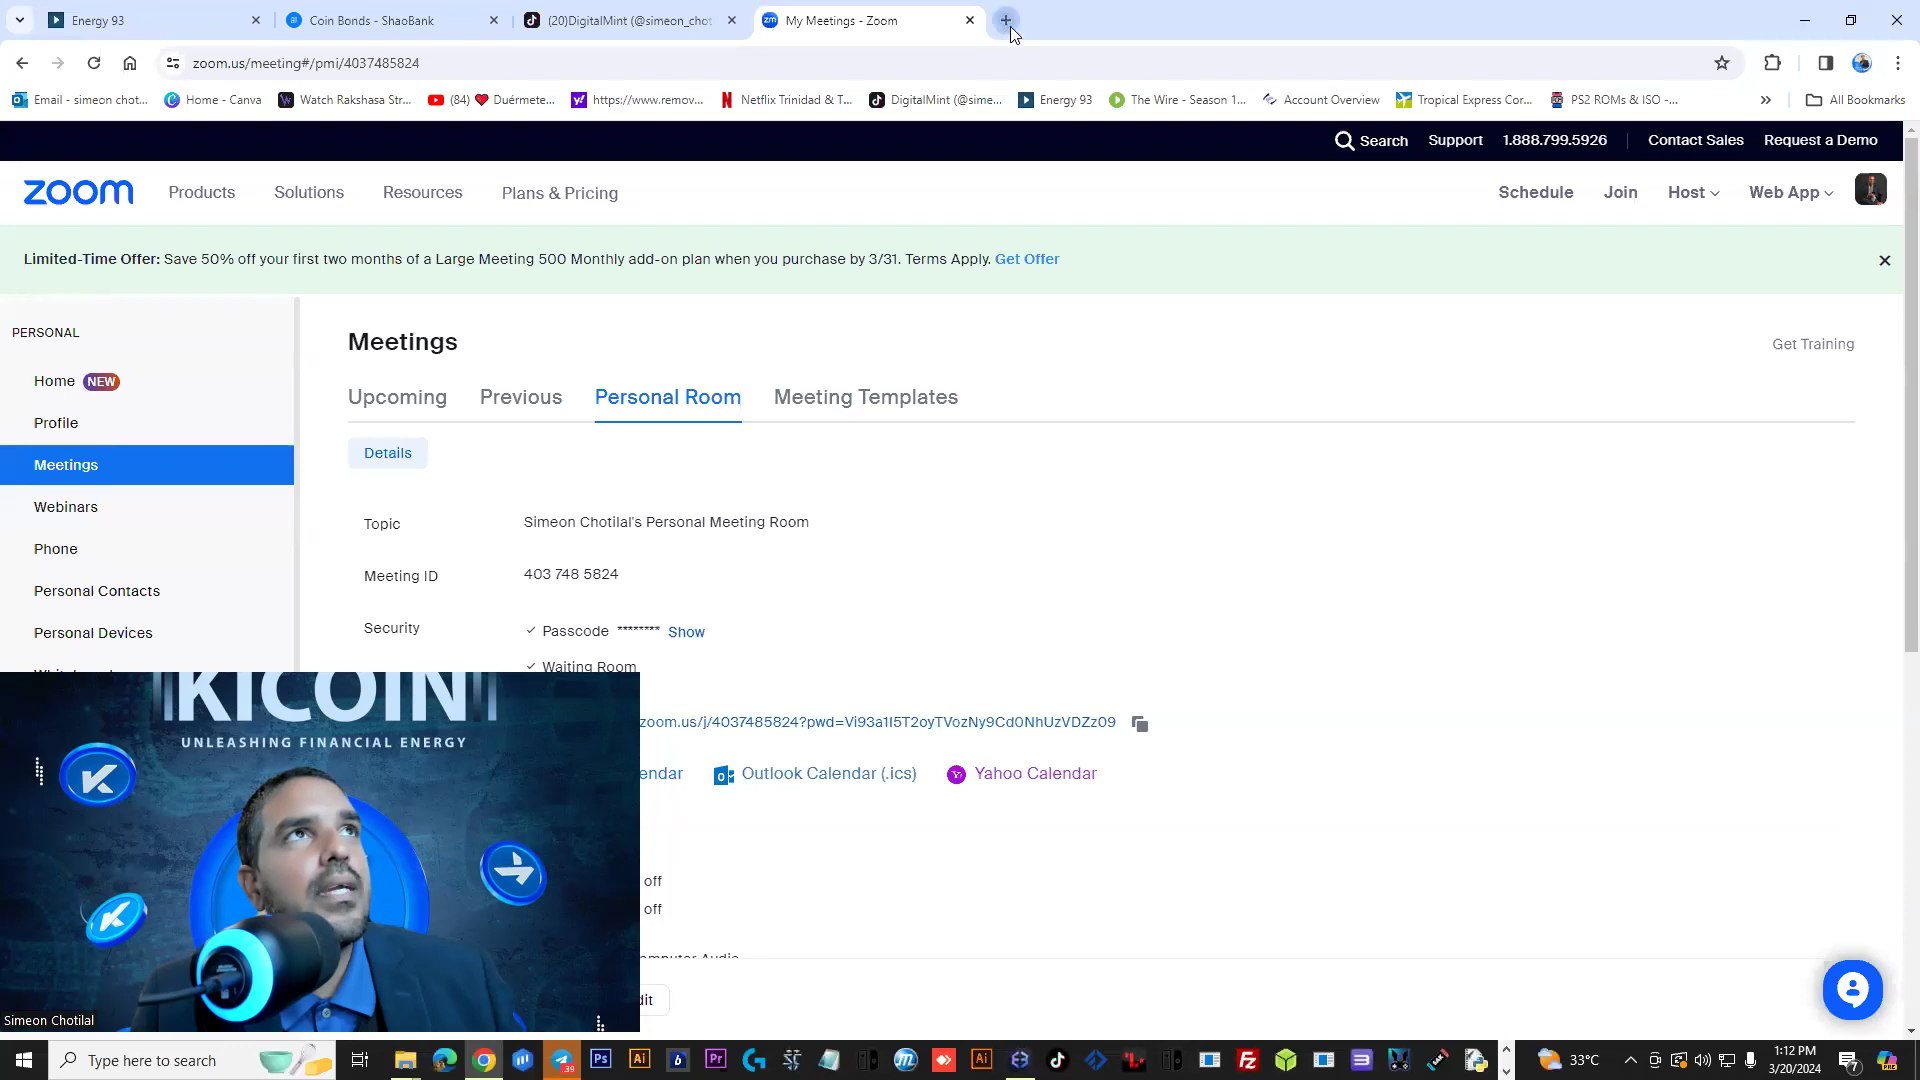 Energy 93
Coin Bonds - ShaoBank
(20)DigitalMint (@simeon_chot
My Meetings - Zoom
zoom.us/meeting#/pmi/4037485824
Email - simeon chot...
Home - Canva
Watch Rakshasa Str...
(84) ❤ Duérmete...
https://www.remov...
Netflix Trinidad & T...
DigitalMint (@sime...
Energy 93
The Wire - Season 1...
Account Overview
Tropical Express Cor...
PS2 ROMs & ISO -...
All Bookmarks
Search
Support
1.888.799.5926
Contact Sales
Request a Demo
zoom
Products
Solutions
Resources
Plans & Pricing
Schedule
Join
Host
Web App
Limited-Time Offer: Save 50% off your first two months of a Large Meeting 500 Monthly add-on plan when you purchase by 3/31. Terms Apply. Get Offer
PERSONAL
Home NEW
Profile
Meetings
Webinars
Phone
Personal Contacts
Personal Devices
Meetings
Get Training
Upcoming
Previous
Personal Room
Meeting Templates
Details
Topic
Simeon Chotilal's Personal Meeting Room
Meeting ID
403 748 5824
Security
Passcode ******** Show
Waiting Room
zoom.us/j/4037485824?pwd=Vi93a1I5T2oyTVozNy9Cd0NhUzVDZz09
endar
Outlook Calendar (.ics)
Yahoo Calendar
off
off
omputer Audio
dit
KICOIN
UNLEASHING FINANCIAL ENERGY
Simeon Chotilal
Type here to search
33°C
1:12 PM
3/20/2024